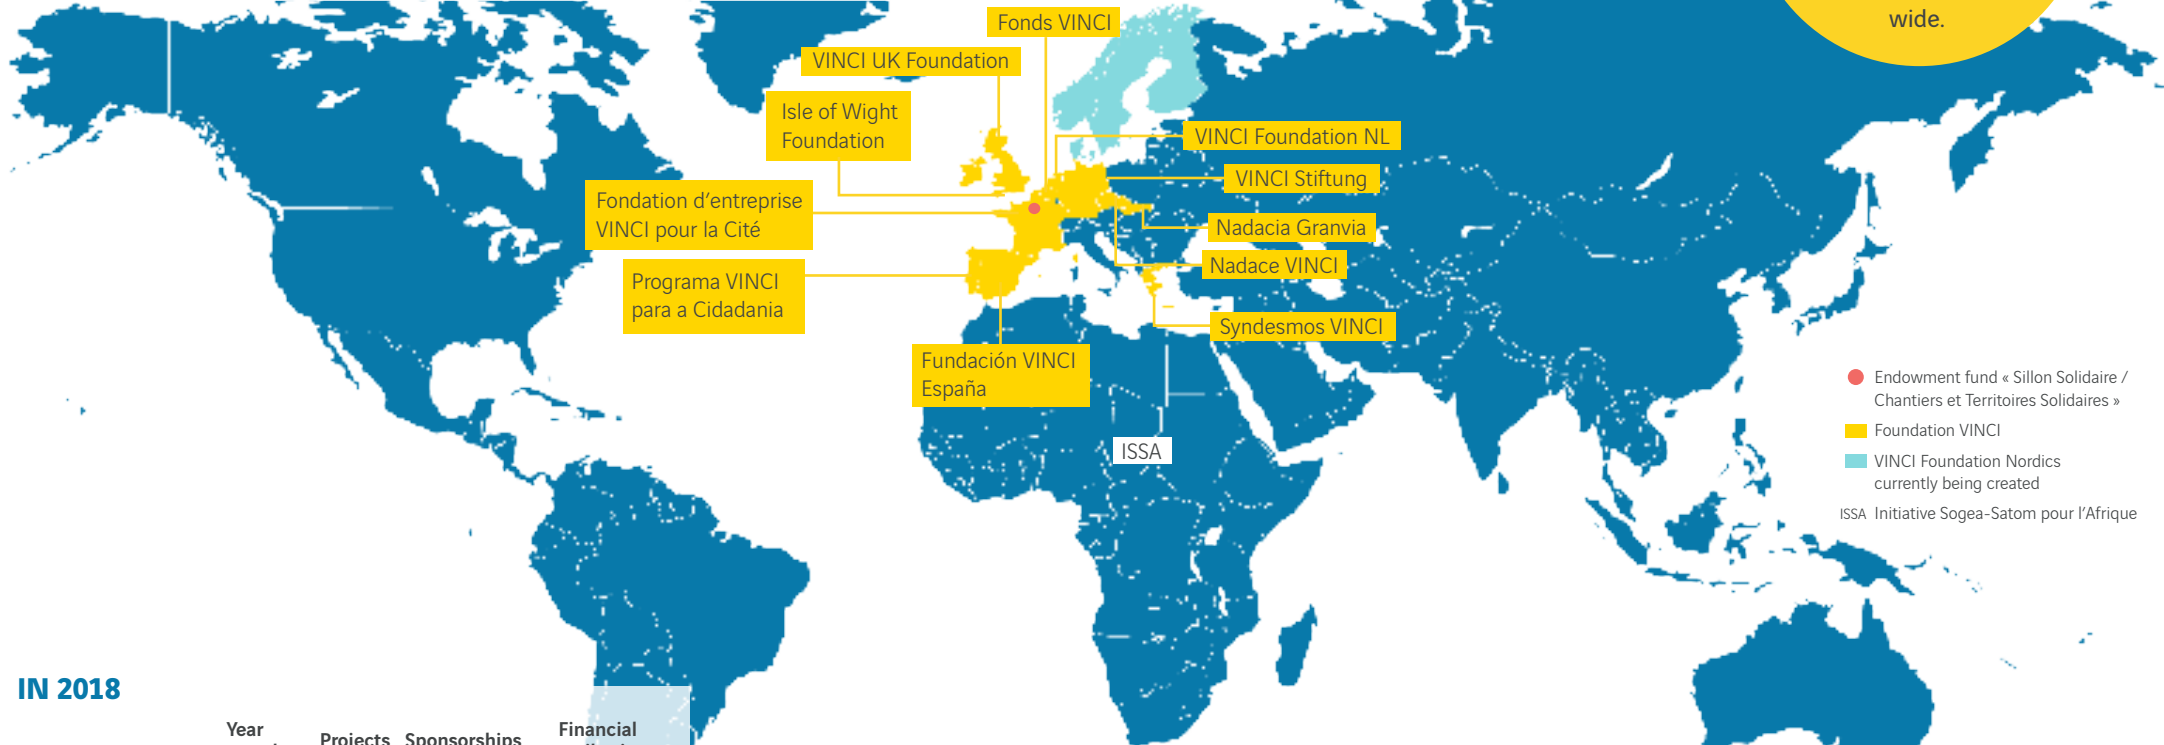 wide.
Fonds VINCI
VINCI UK Foundation
Isle of Wight
Foundation
VINCI Foundation NL
VINCI Stiftung
Fondation d’entreprise
VINCI pour la Cité
Nadacia Granvia
Nadace VINCI
Programa VINCI
para a Cidadania
Syndesmos VINCI
Fundación VINCI
España
ISSA
Endowment fund « Sillon Solidaire /
Chantiers et Territoires Solidaires »
Foundation VINCI
VINCI Foundation Nordics
currently being created
ISSA Initiative Sogea-Satom pour l’Afrique
IN 2018
Year
Projects Sponsorships
Financial